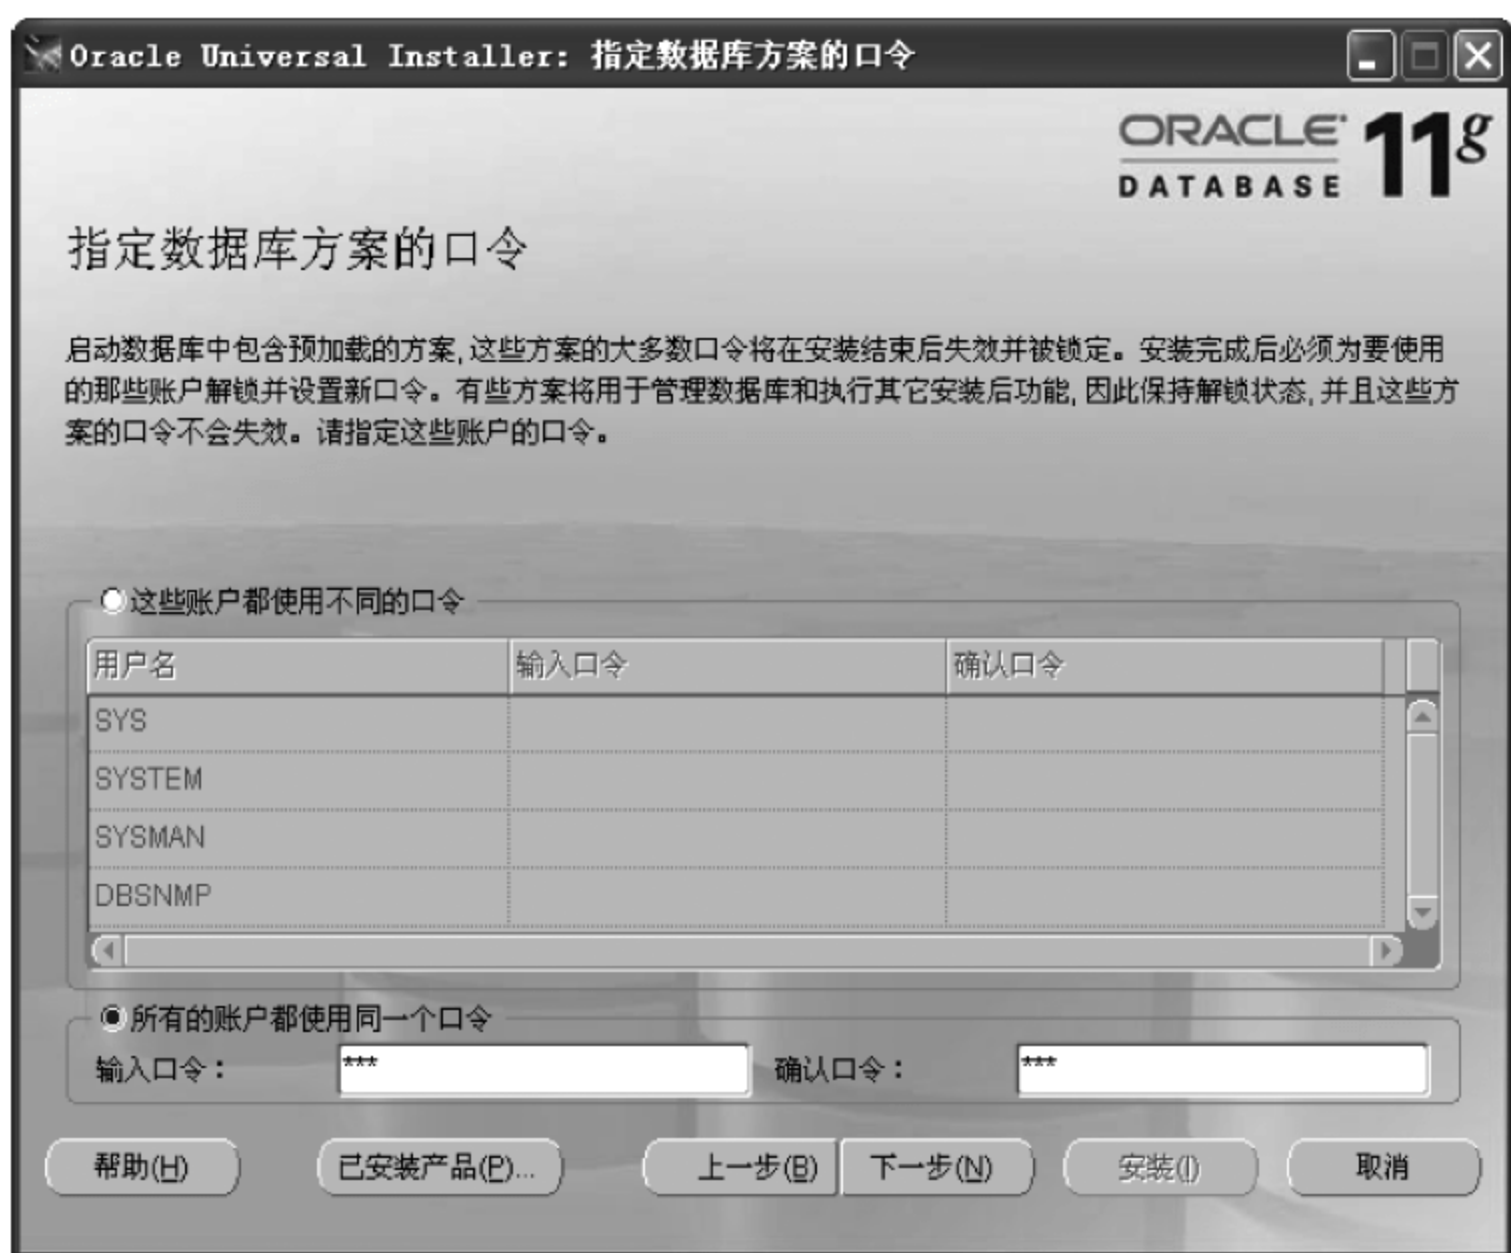 Oracle Universal Installer: 指定数据库方案的口令
ORACLE 11g
DATABASE
指定数据库方案的口令
启动数据库中包含预加载的方案,这些方案的大多数口令将在安装结束后失效并被锁定。安装完成后必须为要使用
的那些账户解锁并设置新口令。有些方案将用于管理数据库和执行其它安装后功能,因此保持解锁状态,并且这些方
案的口令不会失效。请指定这些账户的口令。
这些账户都使用不同的口令
用户名 输入口令 确认口令
SYS
SYSTEM
SYSMAN
DBSNMP
所有的账户都使用同一个口令
输入口令: *** 确认口令: ***
帮助(H) 已安装产品(P)... 上一步(B) 下一步(N) 安装(I) 取消